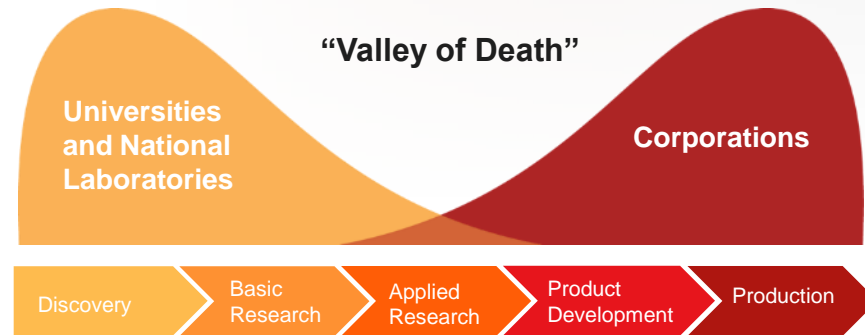 “Valley of Death”
Universities
and National
Laboratories
Corporations
Discovery
Basic
Research
Applied
Research
Product
Development
Production